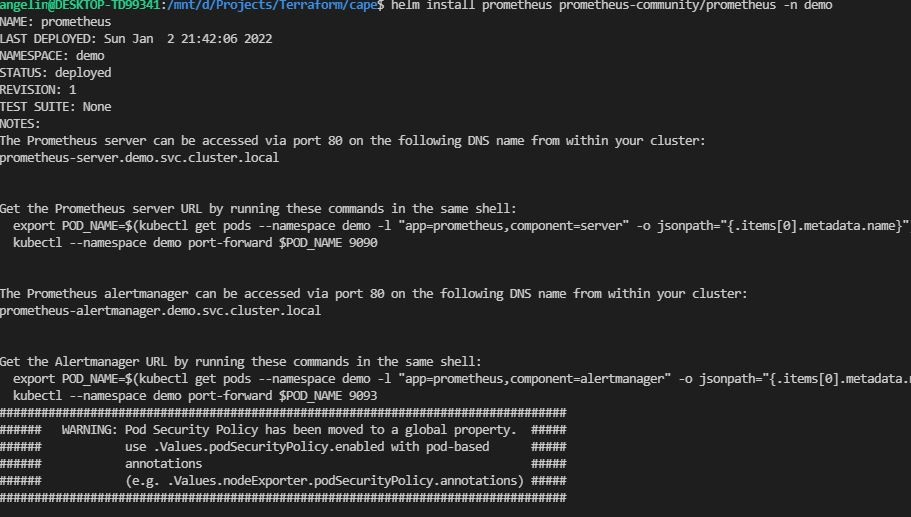 angelin@DESKTOP-TD99341:/mnt/d/Projects/Terraform/cape$ helm install prometheus prometheus-community/prometheus -n demo
NAME: prometheus
LAST DEPLOYED: Sun Jan  2 21:42:06 2022
NAMESPACE: demo
STATUS: deployed
REVISION: 1
TEST SUITE: None
NOTES:
The Prometheus server can be accessed via port 80 on the following DNS name from within your cluster:
prometheus-server.demo.svc.cluster.local
Get the Prometheus server URL by running these commands in the same shell:
  export POD_NAME=$(kubectl get pods --namespace demo -l "app=prometheus,component=server" -o jsonpath="{.items[0].metadata.name}"
  kubectl --namespace demo port-forward $POD_NAME 9090
The Prometheus alertmanager can be accessed via port 80 on the following DNS name from within your cluster:
prometheus-alertmanager.demo.svc.cluster.local
Get the Alertmanager URL by running these commands in the same shell:
  export POD_NAME=$(kubectl get pods --namespace demo -l "app=prometheus,component=alertmanager" -o jsonpath="{.items[0].metadata.
  kubectl --namespace demo port-forward $POD_NAME 9093
#################################################################################
######   WARNING: Pod Security Policy has been moved to a global property.  #####
######            use .Values.podSecurityPolicy.enabled with pod-based      #####
######            annotations                                               #####
######            (e.g. .Values.nodeExporter.podSecurityPolicy.annotations) #####
#################################################################################